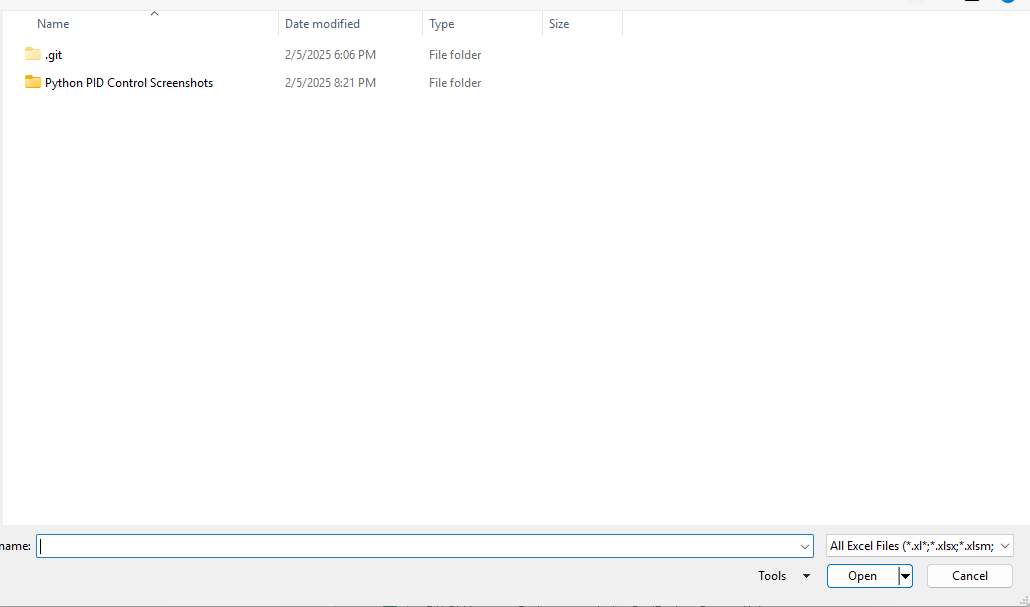 Name Date modified Type Size
.git 2/5/2025 6:06 PM File folder
Python PID Control Screenshots 2/5/2025 8:21 PM File folder
name: All Excel Files (*.xl*;*.xlsx;*.xlsm;
Tools Open Cancel